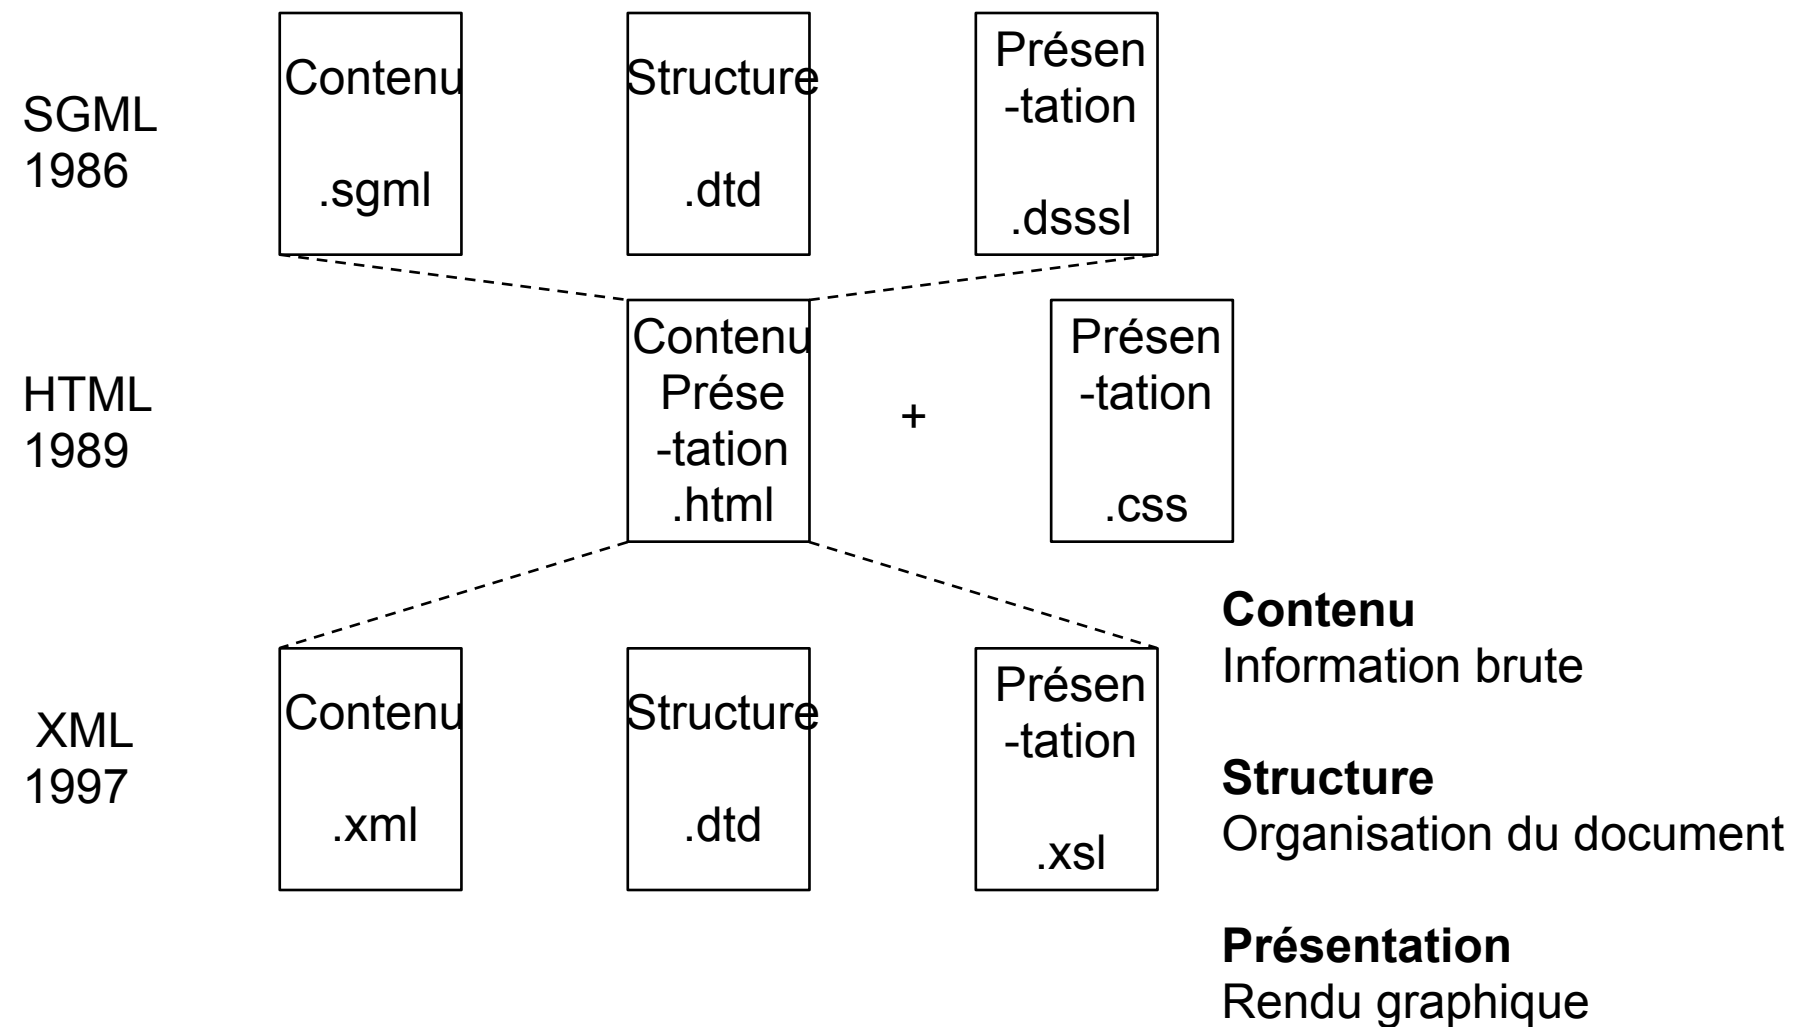 SGML
1986
Contenu
.sgml
Structure
.dtd
Présen
-tation
.dsssl
HTML
1989
Contenu
Prése
-tation
.html
+
Présen
-tation
.css
XML
1997
Contenu
.xml
Structure
.dtd
Présen
-tation
.xsl
Contenu
Information brute
Structure
Organisation du document
Présentation
Rendu graphique